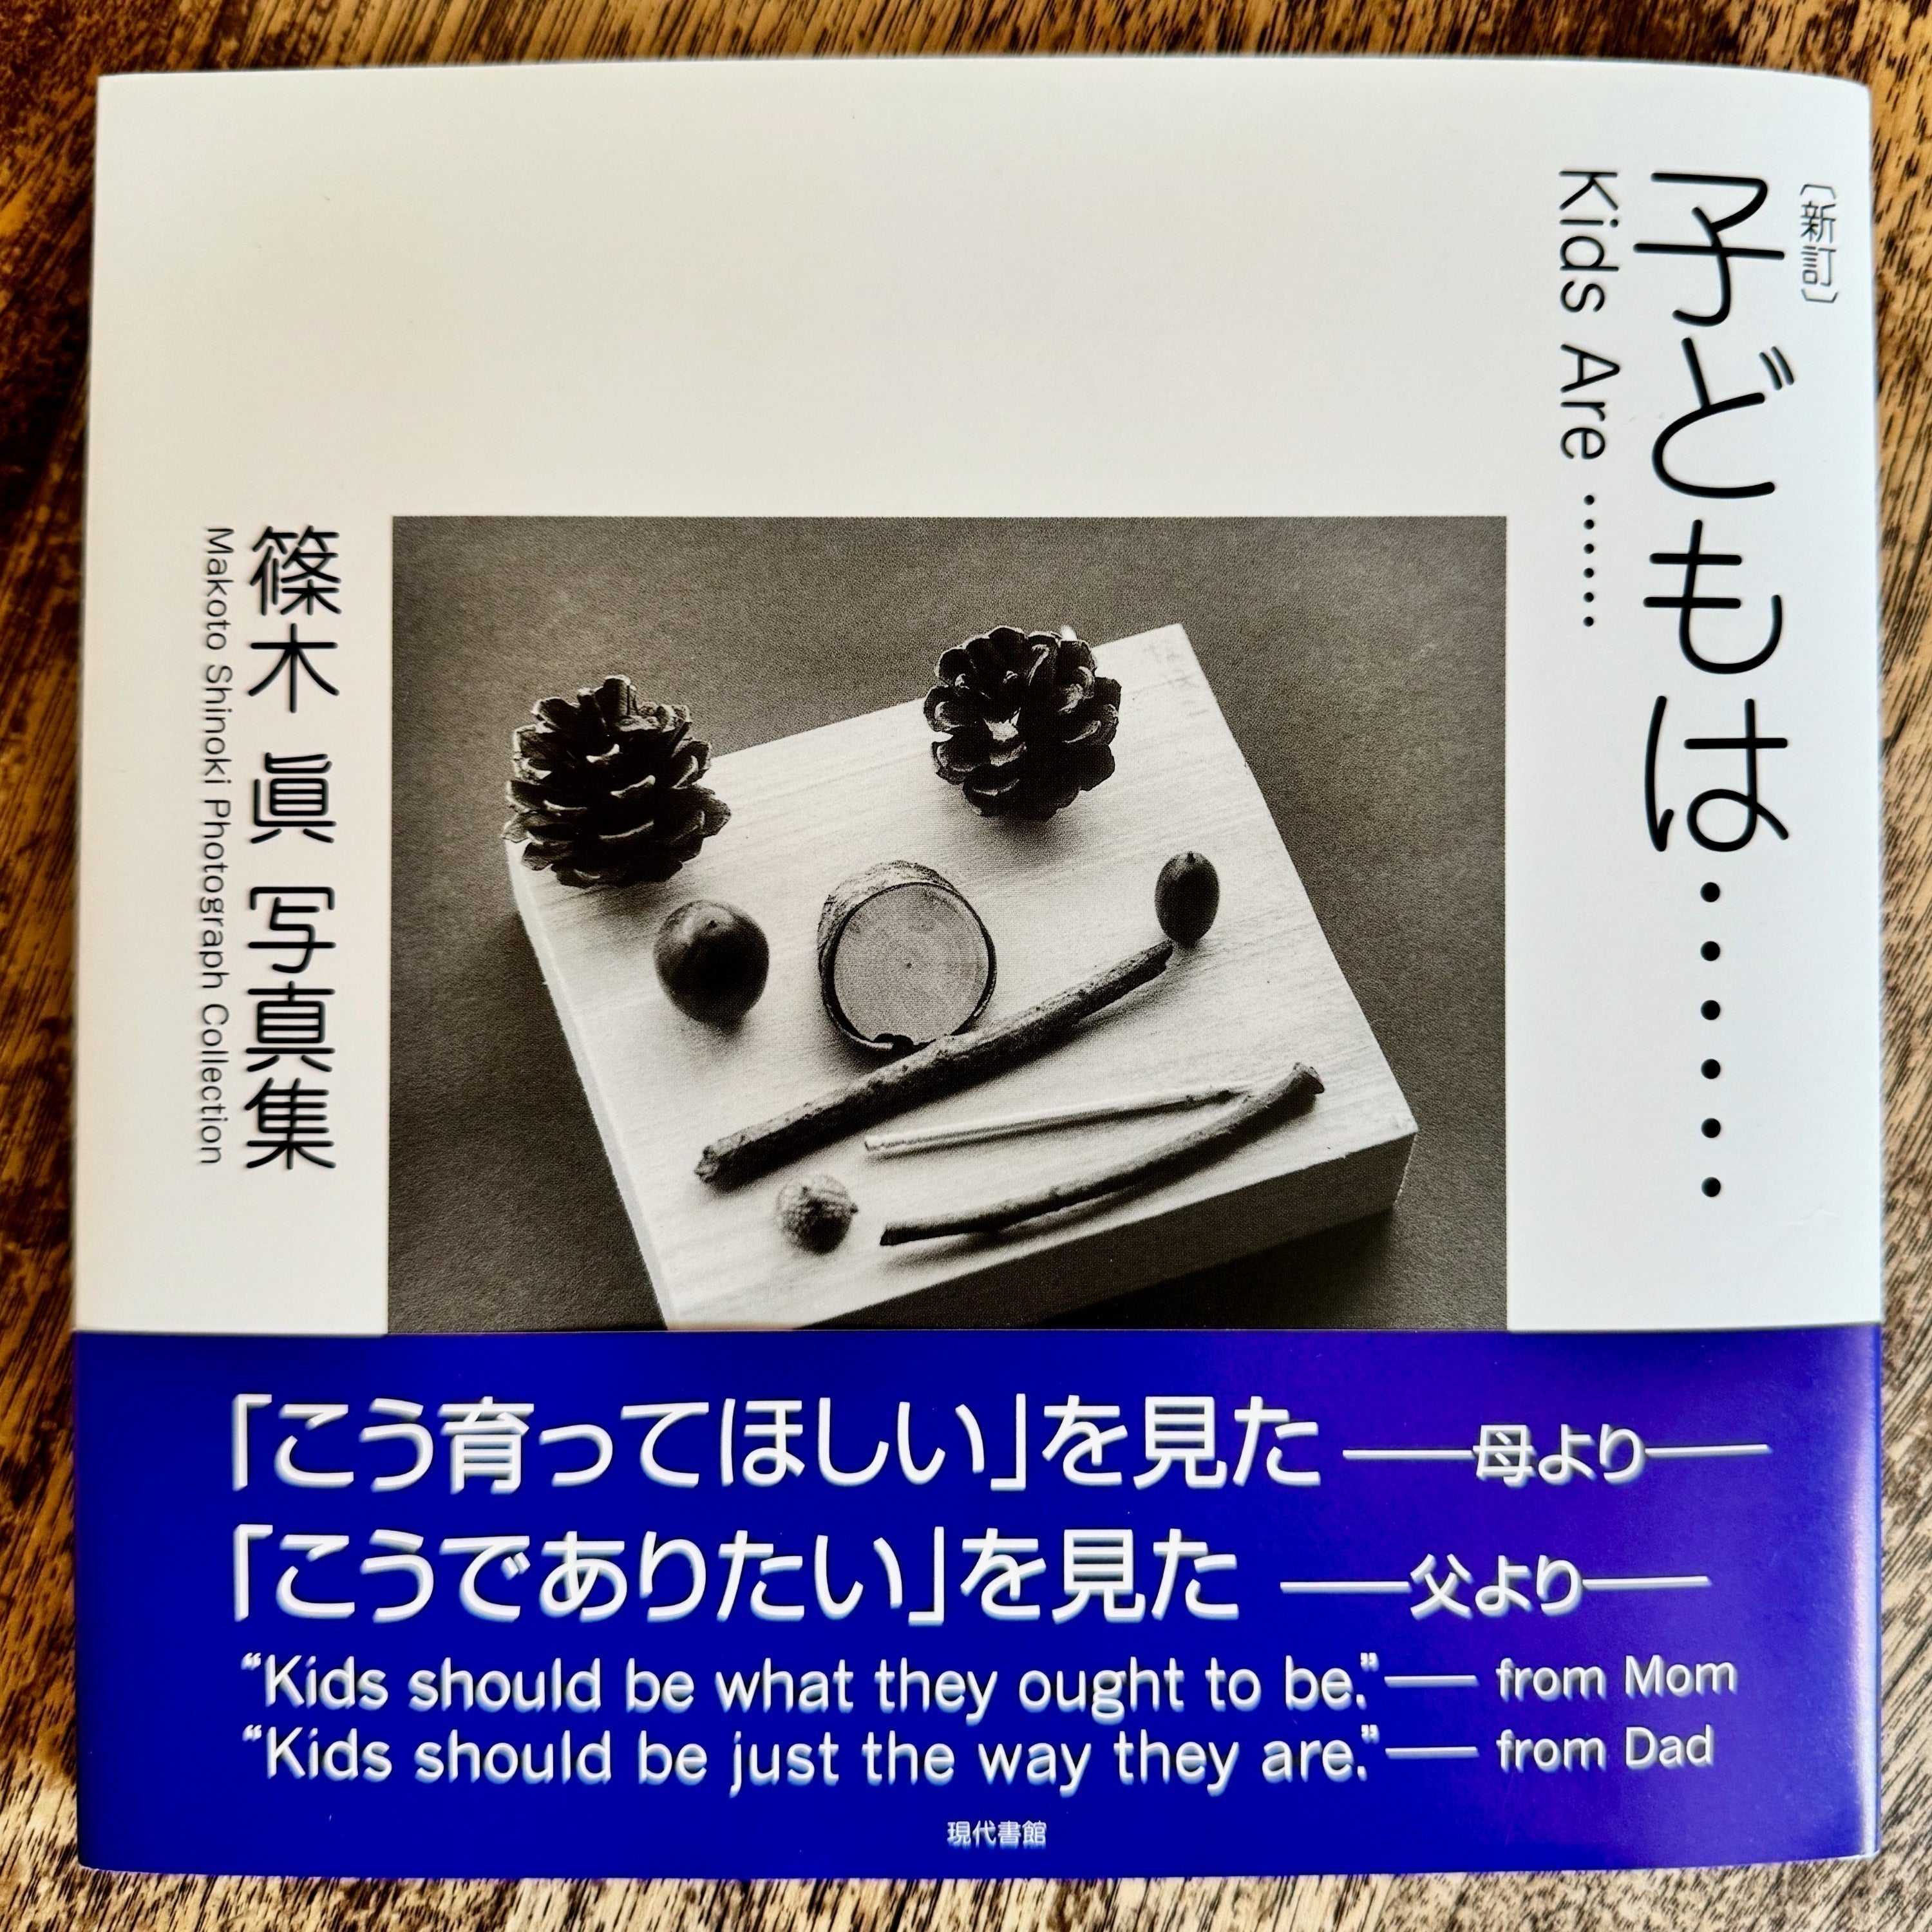 〔新訂〕
子どもは・・・・・・
Kids Are ......
篠木 眞 写真集
Makoto Shinoki Photograph Collection
「こう育ってほしい」を見た ――母より――
「こうでありたい」を見た ――父より――
“Kids should be what they ought to be.”― from Mom
“Kids should be just the way they are.”― from Dad
現代書館